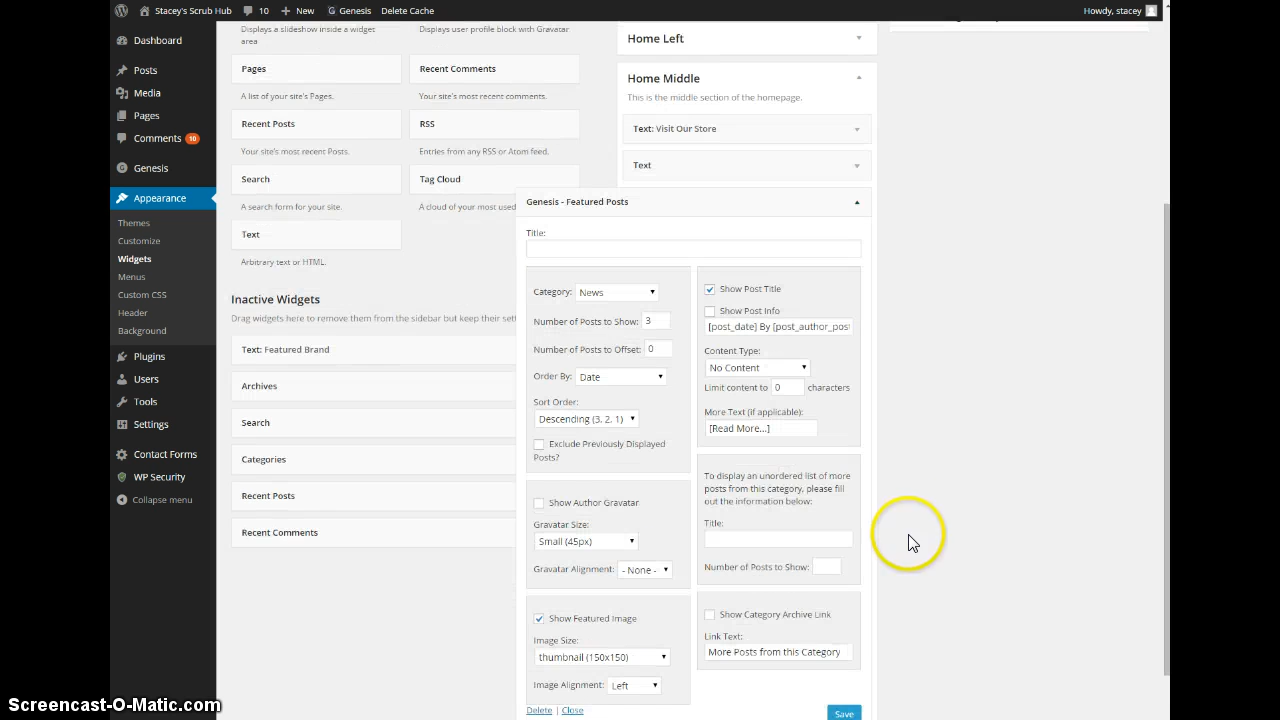 Stacey's Scrub Hub 10 + New Genesis Delete Cache Howdy, stacey
Dashboard
Posts
Media
Pages
Comments 10
Genesis
Appearance
Themes
Customize
Widgets
Menus
Custom CSS
Header
Background
Plugins
Users
Tools
Settings
Contact Forms
WP Security
Collapse menu
Displays a slideshow inside a widget
area
Displays user profile block with Gravatar
Pages
Recent Comments
A list of your site's Pages.
Your site's most recent comments.
Recent Posts
RSS
Your site's most recent Posts.
Entries from any RSS or Atom feed.
Search
Tag Cloud
A search form for your site.
A cloud of your most used
Text
Arbitrary text or HTML.
Inactive Widgets
Drag widgets here to remove them from the sidebar but keep their sett
Text: Featured Brand
Archives
Search
Categories
Recent Posts
Recent Comments
Home Left
Home Middle
This is the middle section of the homepage.
Text: Visit Our Store
Text
Genesis - Featured Posts
Title:
Category: News
Number of Posts to Show: 3
Number of Posts to Offset: 0
Order By: Date
Sort Order:
Descending (3, 2, 1)
Exclude Previously Displayed
Posts?
Show Author Gravatar
Gravatar Size:
Small (45px)
Gravatar Alignment: - None -
Show Featured Image
Image Size:
thumbnail (150x150)
Image Alignment: Left
Delete | Close
Show Post Title
Show Post Info
[post_date] By [post_author_post
Content Type:
No Content
Limit content to 0 characters
More Text (if applicable):
[Read More...]
To display an unordered list of more
posts from this category, please fill
out the information below:
Title:
Number of Posts to Show:
Show Category Archive Link
Link Text:
More Posts from this Category
Save
Screencast-O-Matic.com